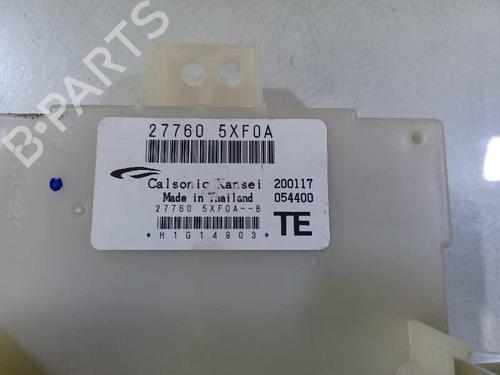 B-PARTS
27760 5XF0A
Calsonic Kansei 200117
Made in Thailand 054400
27760 5XF0A--B
TE
*H1G14903*